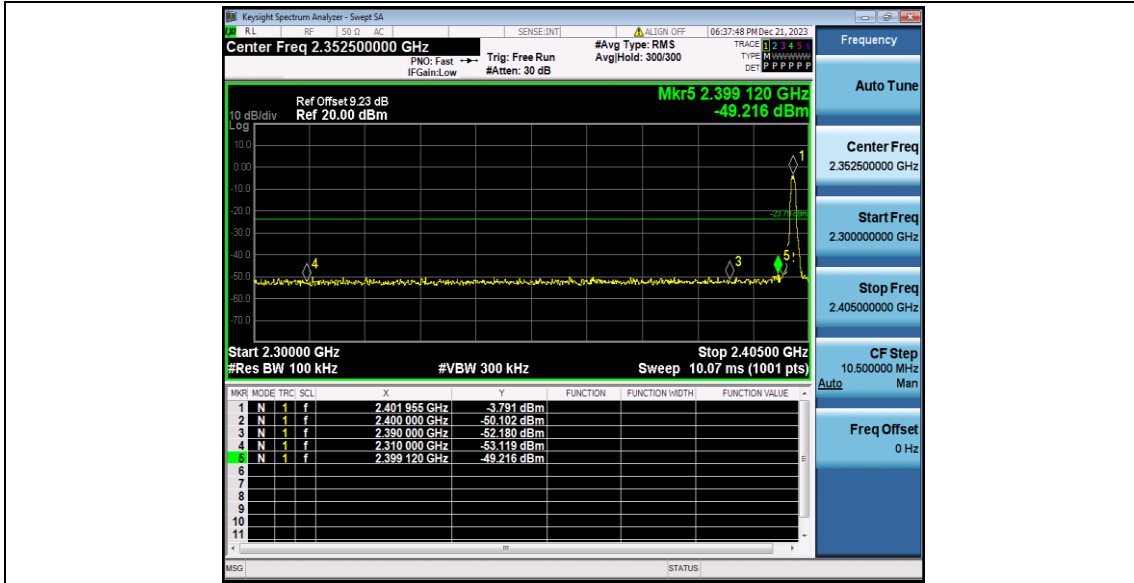 Keysight Spectrum Analyzer - Swept SA
RL RF 50 Ω AC SENSE:INT ALIGN OFF 06:37:48 PM Dec 21, 2023
Center Freq 2.352500000 GHz
PNO: Fast
IFGain:Low
Trig: Free Run
#Atten: 30 dB
#Avg Type: RMS
Avg|Hold: 300/300
TRACE 1 2 3 4 5 6
TYPE M WWWWW
DET P P P P P P
Frequency
Auto Tune
Center Freq
2.352500000 GHz
Start Freq
2.300000000 GHz
Stop Freq
2.405000000 GHz
CF Step
10.500000 MHz
Auto Man
Freq Offset
0 Hz
Mkr5 2.399 120 GHz
-49.216 dBm
Ref Offset 9.23 dB
10 dB/div Ref 20.00 dBm
Log
10.0
0.00
-10.0
-20.0
-30.0
-40.0
-50.0
-60.0
-70.0
1
-23.79 dBm
4
3
5
Start 2.30000 GHz Stop 2.40500 GHz
#Res BW 100 kHz #VBW 300 kHz Sweep 10.07 ms (1001 pts)
MKR MODE TRC SCL X Y FUNCTION FUNCTION WIDTH FUNCTION VALUE
1 N 1 f 2.401 955 GHz -3.791 dBm
2 N 1 f 2.400 000 GHz -50.102 dBm
3 N 1 f 2.390 000 GHz -52.180 dBm
4 N 1 f 2.310 000 GHz -53.119 dBm
5 N 1 f 2.399 120 GHz -49.216 dBm
6
7
8
9
10
11
MSG STATUS